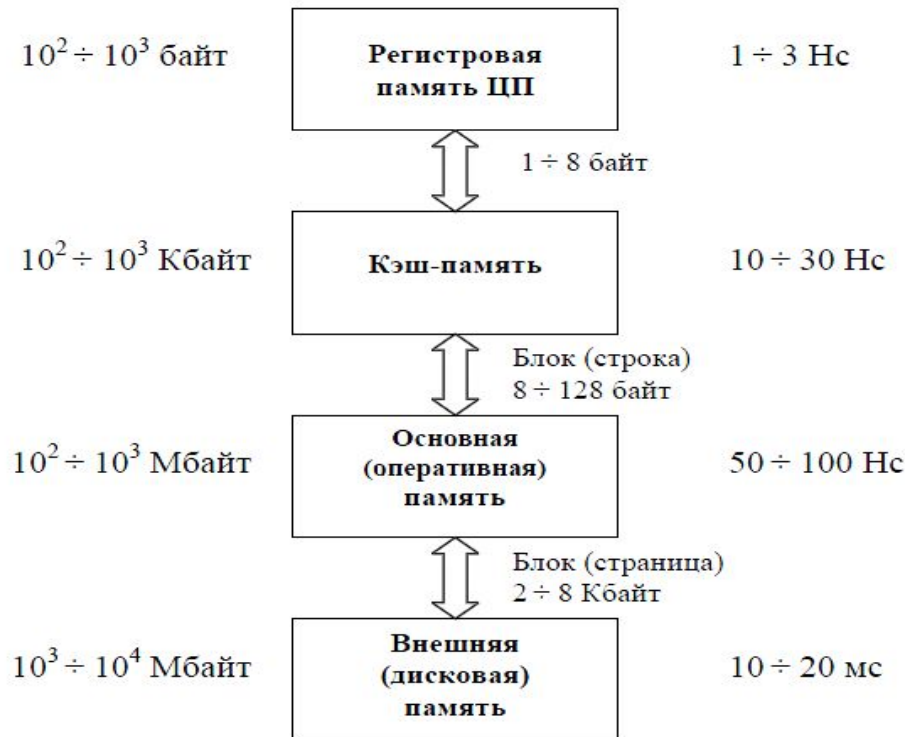 10² ÷ 10³ байт
Регистровая
память ЦП
1 ÷ 3 Нс
1 ÷ 8 байт
10² ÷ 10³ Кбайт
Кэш-память
10 ÷ 30 Нс
Блок (строка)
8 ÷ 128 байт
10² ÷ 10³ Мбайт
Основная
(оперативная)
память
50 ÷ 100 Нс
Блок (страница)
2 ÷ 8 Кбайт
10³ ÷ 10⁴ Мбайт
Внешняя
(дисковая)
память
10 ÷ 20 мс